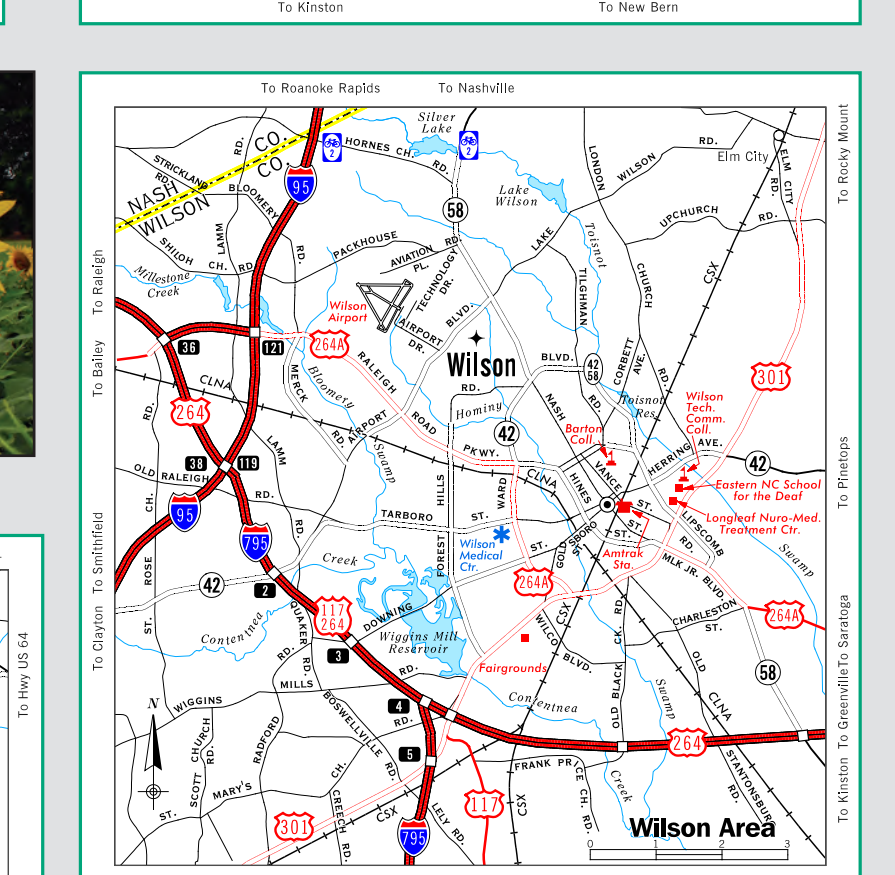 To Kinston
To New Bern
To Roanoke Rapids
To Nashville
Silver
Lake
CO.
CO.
NASH
WILSON
RD.
2
HORNES CH.
RD.
2
STRICKLAND
RD.
BLOOMERY
RD.
95
LONDON
WILSON
RD.
Elm City
ELM CITY
RD.
To Rocky Mount
Lake
Wilson
58
UPCHURCH
RD.
SHILOH
CH.
RD.
LAMM
PACKHOUSE
AVIATION
PL.
RD.
Toisnot
LAKE
CSX
Millestone
Creek
TECHNOLOGY
DR.
TILGHMAN
CHURCH
RD.
To Raleigh
Wilson
Airport
AIRPORT
DR.
BLVD.
36
121
264A
Wilson
BLVD.
42
58
CORBETT
AVE.
301
To Bailey
CLNA
264
MERCK
RD.
Bloomery
Swamp
RALEIGH
ROAD
PKWY.
AIRPORT
RD.
Hominy
NASH
RD.
Toisnot
Res.
Wilson
Tech.
Comm.
Coll.
Barton
Coll.
42
HERRING
AVE.
42
RD.
OLD RALEIGH
RD.
38
119
LAMM
RD.
CLNA
HINES
VANCE
ST.
Eastern NC School
for the Deaf
Longleaf Nuro-Med.
Treatment Ctr.
To Pinetops
CH.
95
795
HILLS
WARD
TARBORO
ST.
GOLDSBORO
ST.
ST.
ST.
LIPSCOMB
RD.
Swamp
To Smithfield
Wilson
Medical
Ctr.
ST.
Amtrak
Sta.
MLK JR. BLVD.
ROSE
ST.
42
2
Creek
FOREST
264A
CSX
CHARLESTON
ST.
264A
Contentnea
QUAKER
RD.
117
264
DOWNING
Wiggins Mill
Reservoir
WILCO
BLVD.
OLD BLACK CK RD.
OLD
To Clayton
To Saratoga
3
RD.
MILLS
RD.
Fairgrounds
58
To Hwy US 64
N
WIGGINS
4
RD.
BOSWELLVILLE
RD.
Contentnea
Swamp
CLNA
264
To Greenville
SCOTT CHURCH
RD.
RADFORD
5
FRANK PRICE CH. RD.
STANTONSBURG
RD.
Creek
ST.
MARY'S
CH.
CREECH RD.
301
CSX
117
CSX
795
LELY RD.
To Kinston
Wilson Area
0
1
2
3